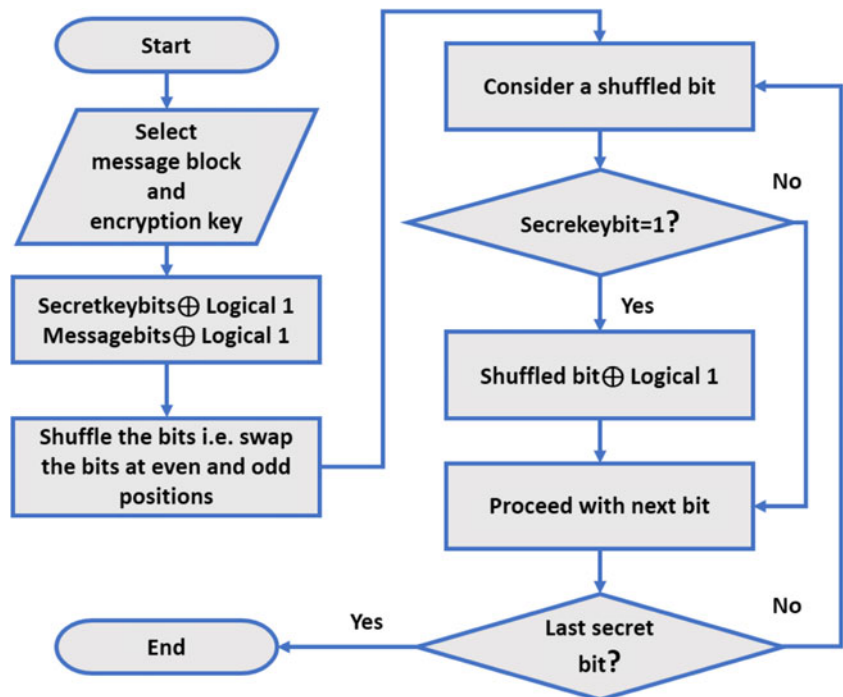 Start
Select
message block
and
encryption key
Secretkeybits⊕ Logical 1
Messagebits⊕ Logical 1
Shuffle the bits i.e. swap
the bits at even and odd
positions
Consider a shuffled bit
Secrekeybit=1?
No
Yes
Shuffled bit⊕ Logical 1
Proceed with next bit
Last secret
bit?
No
Yes
End